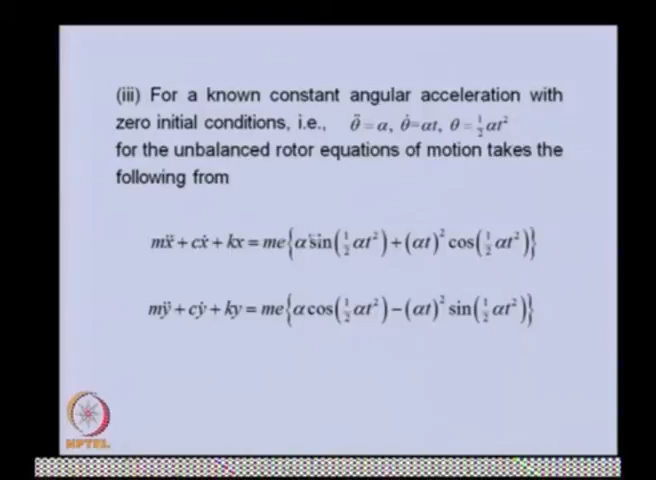 (iii) For a known constant angular acceleration with
zero initial conditions, i.e., θ̈ = α, θ̇=αt, θ = ½αt²
for the unbalanced rotor equations of motion takes the
following from
mẍ + cẋ + kx = me{α sin(½αt²) + (αt)² cos(½αt²)}
mÿ + cẏ + ky = me{α cos(½αt²) − (αt)² sin(½αt²)}
NPTEL